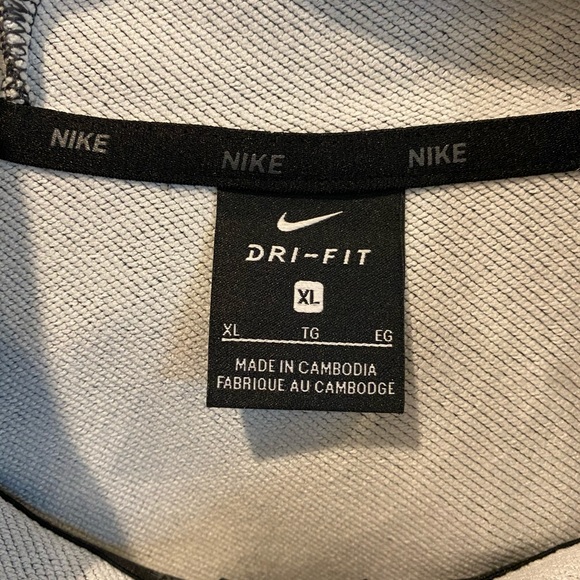 NIKE NIKE NIKE
DRI-FIT
XL
XL TG EG
MADE IN CAMBODIA
FABRIQUE AU CAMBODGE